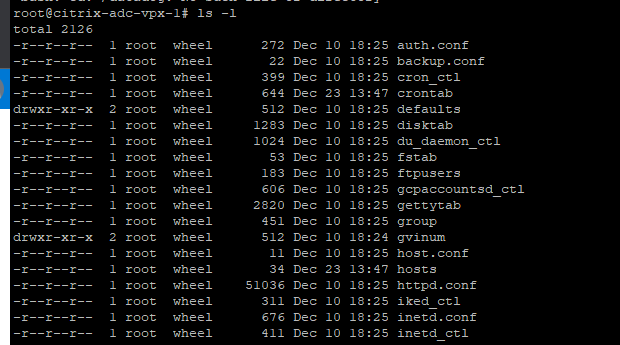 root@citrix-adc-vpx-1# ls -l
total 2126
-r--r--r--  1 root  wheel    272 Dec 10 18:25 auth.conf
-r--r--r--  1 root  wheel     22 Dec 10 18:25 backup.conf
-r--r--r--  1 root  wheel    399 Dec 10 18:25 cron_ctl
-r--r--r--  1 root  wheel    644 Dec 23 13:47 crontab
drwxr-xr-x  2 root  wheel    512 Dec 10 18:25 defaults
-r--r--r--  1 root  wheel   1283 Dec 10 18:25 disktab
-r--r--r--  1 root  wheel   1024 Dec 10 18:25 du_daemon_ctl
-r--r--r--  1 root  wheel     53 Dec 10 18:25 fstab
-r--r--r--  1 root  wheel    183 Dec 10 18:25 ftpusers
-r--r--r--  1 root  wheel    606 Dec 10 18:25 gcpaccountsd_ctl
-r--r--r--  1 root  wheel   2820 Dec 10 18:25 gettytab
-r--r--r--  1 root  wheel    451 Dec 10 18:25 group
drwxr-xr-x  2 root  wheel    512 Dec 10 18:24 gvinum
-r--r--r--  1 root  wheel     11 Dec 10 18:25 host.conf
-r--r--r--  1 root  wheel     34 Dec 23 13:47 hosts
-r--r--r--  1 root  wheel  51036 Dec 10 18:25 httpd.conf
-r--r--r--  1 root  wheel    311 Dec 10 18:25 iked_ctl
-r--r--r--  1 root  wheel    676 Dec 10 18:25 inetd.conf
-r--r--r--  1 root  wheel    411 Dec 10 18:25 inetd_ctl